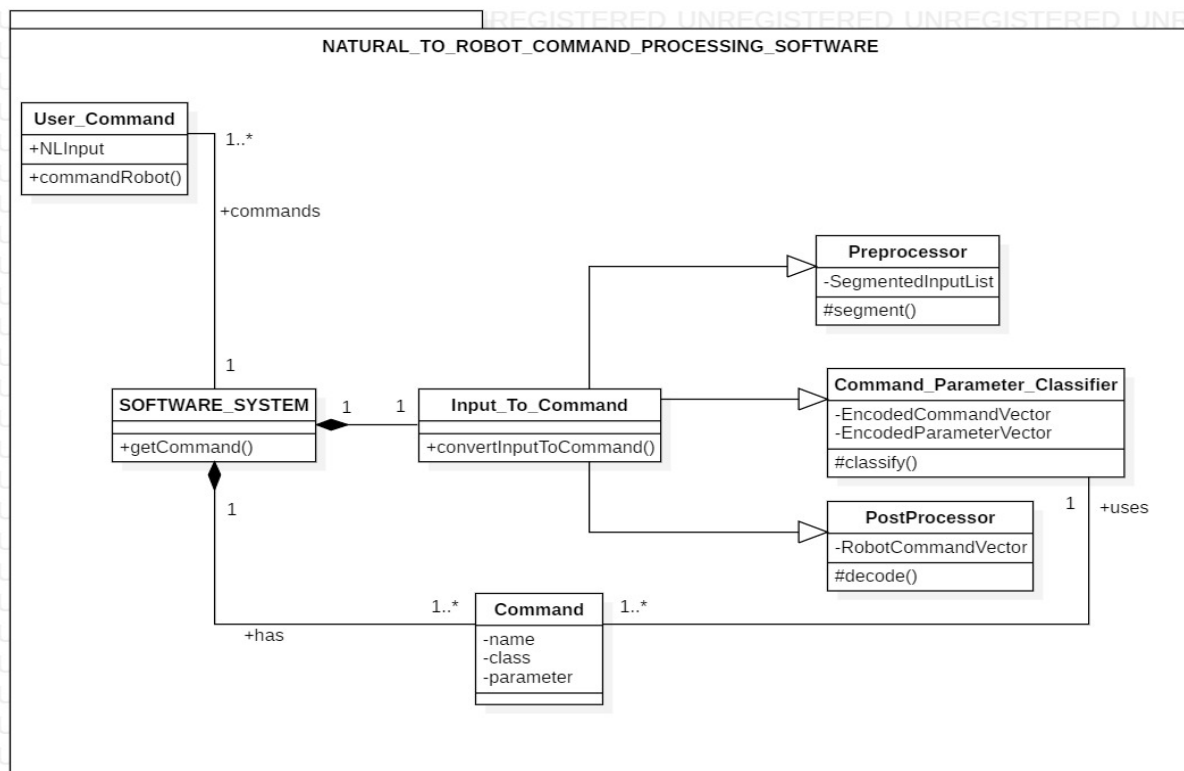 UNREGISTERED UNREGISTERED UNREGISTERED
NATURAL_TO_ROBOT_COMMAND_PROCESSING_SOFTWARE
User_Command
+NLInput
+commandRobot()
1..*
+commands
1
SOFTWARE_SYSTEM
+getCommand()
1
1
Input_To_Command
+convertInputToCommand()
Preprocessor
-SegmentedInputList
#segment()
Command_Parameter_Classifier
-EncodedCommandVector
-EncodedParameterVector
#classify()
1
+uses
PostProcessor
-RobotCommandVector
#decode()
1
+has
1..*
Command
-name
-class
-parameter
1..*